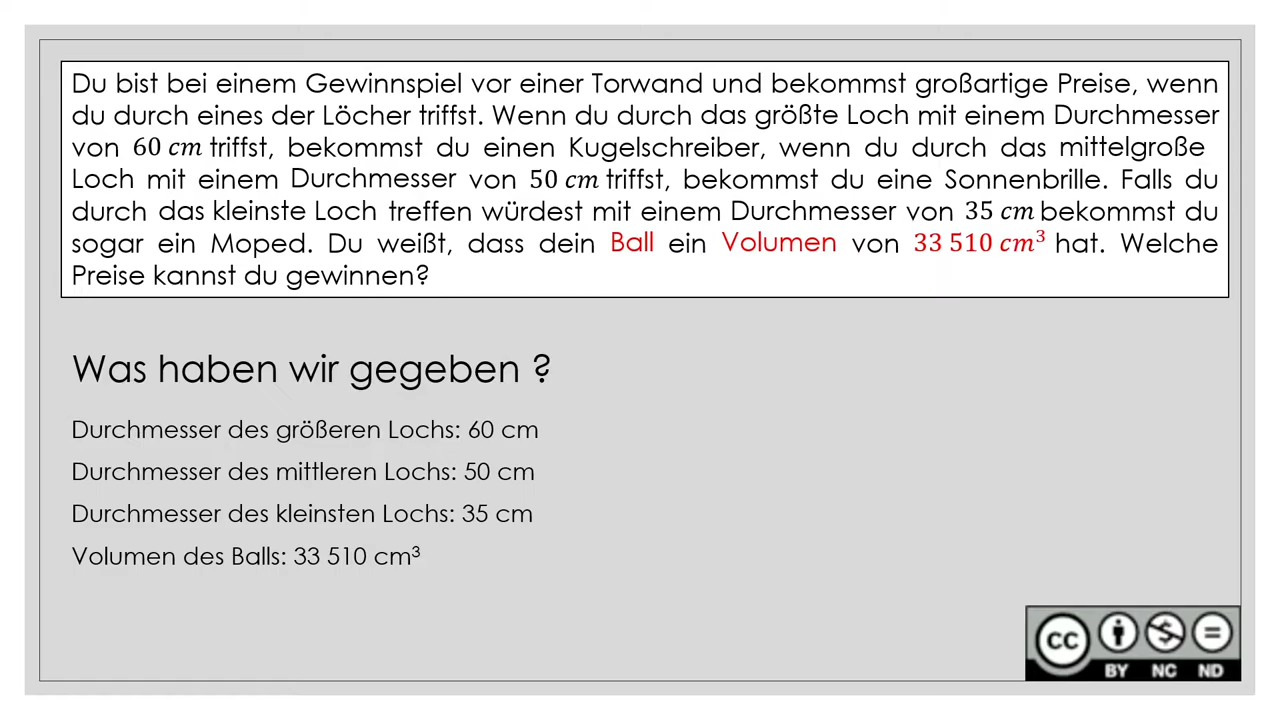 Du bist bei einem Gewinnspiel vor einer Torwand und bekommst großartige Preise, wenn
du durch eines der Löcher triffst. Wenn du durch das größte Loch mit einem Durchmesser
von 60 cm triffst, bekommst du einen Kugelschreiber, wenn du durch das mittelgroße
Loch mit einem Durchmesser von 50 cm triffst, bekommst du eine Sonnenbrille. Falls du
durch das kleinste Loch treffen würdest mit einem Durchmesser von 35 cm bekommst du
sogar ein Moped. Du weißt, dass dein Ball ein Volumen von 33 510 cm³ hat. Welche
Preise kannst du gewinnen?
Was haben wir gegeben ?
Durchmesser des größeren Lochs: 60 cm
Durchmesser des mittleren Lochs: 50 cm
Durchmesser des kleinsten Lochs: 35 cm
Volumen des Balls: 33 510 cm³
cc
BY NC ND